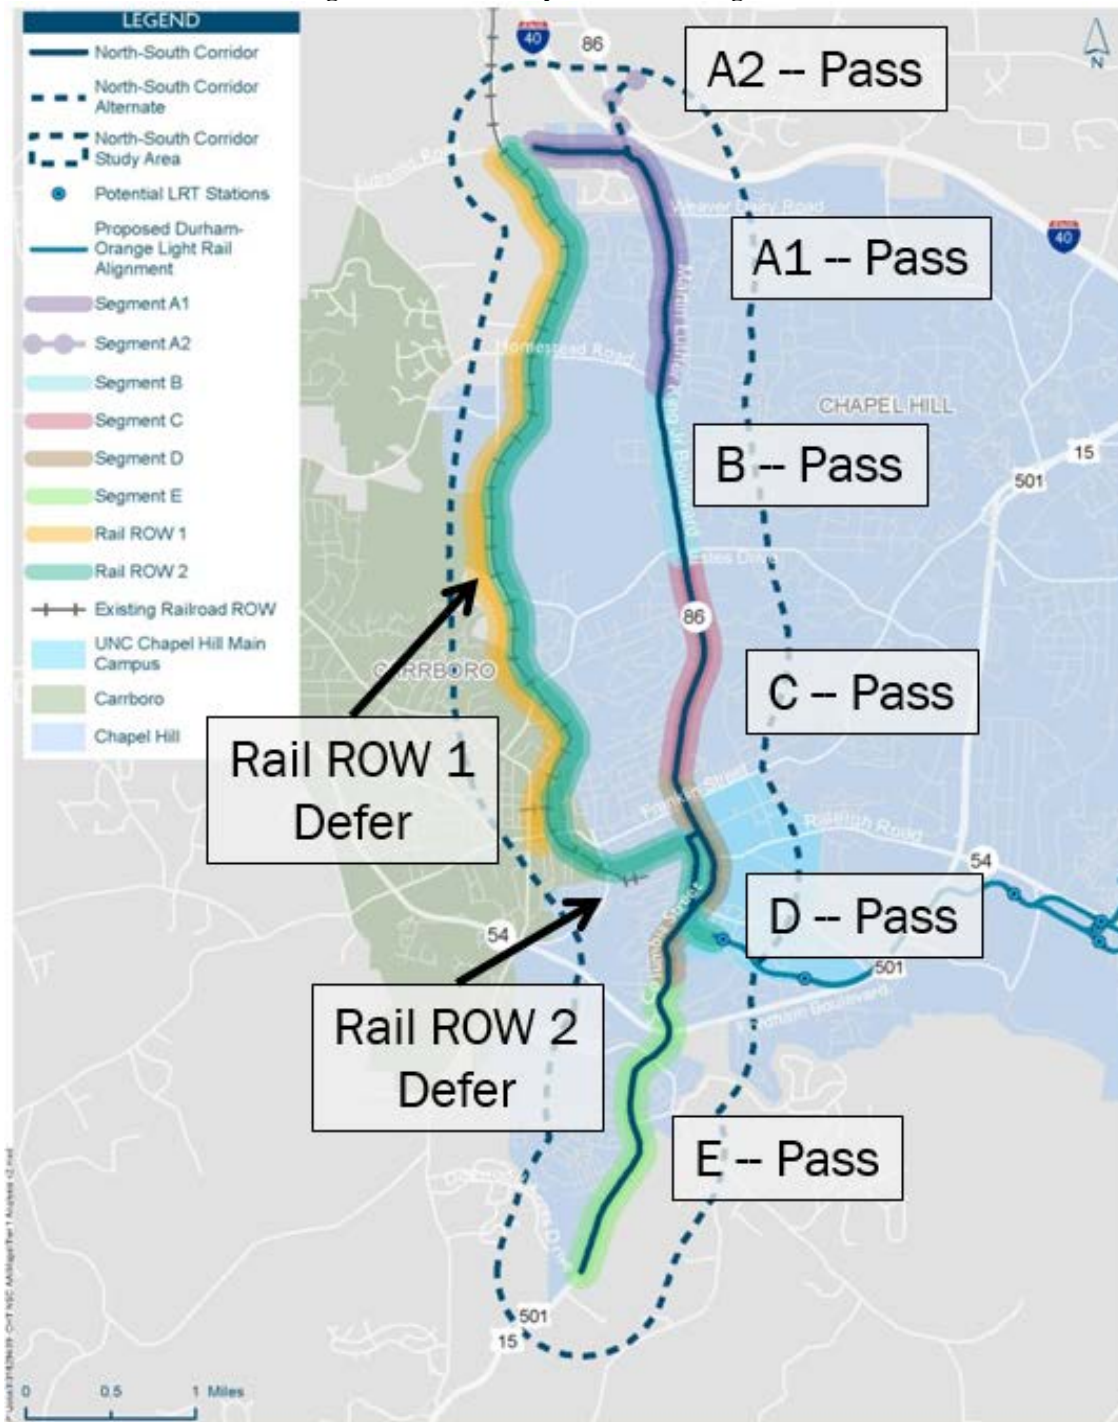 LEGEND
North-South Corridor
North-South Corridor
Alternate
North-South Corridor
Study Area
Potential LRT Stations
Proposed Durham-
Orange Light Rail
Alignment
Segment A1
Segment A2
Segment B
Segment C
Segment D
Segment E
Rail ROW 1
Rail ROW 2
Existing Railroad ROW
UNC Chapel Hill Main
Campus
Carrboro
Chapel Hill
40
86
N
A2 -- Pass
Eubanks Road
Weaver Dairy Road
40
A1 -- Pass
Homestead Road
Martin Luther King Jr Boulevard
CHAPEL HILL
15
501
B -- Pass
Estes Drive
86
CARRBORO
C -- Pass
Rail ROW 1
Defer
Franklin Street
Raleigh Road
54
D -- Pass
54
Columbia Street
501
Fordham Boulevard
Rail ROW 2
Defer
E -- Pass
501
15
0 0.5 1 Miles